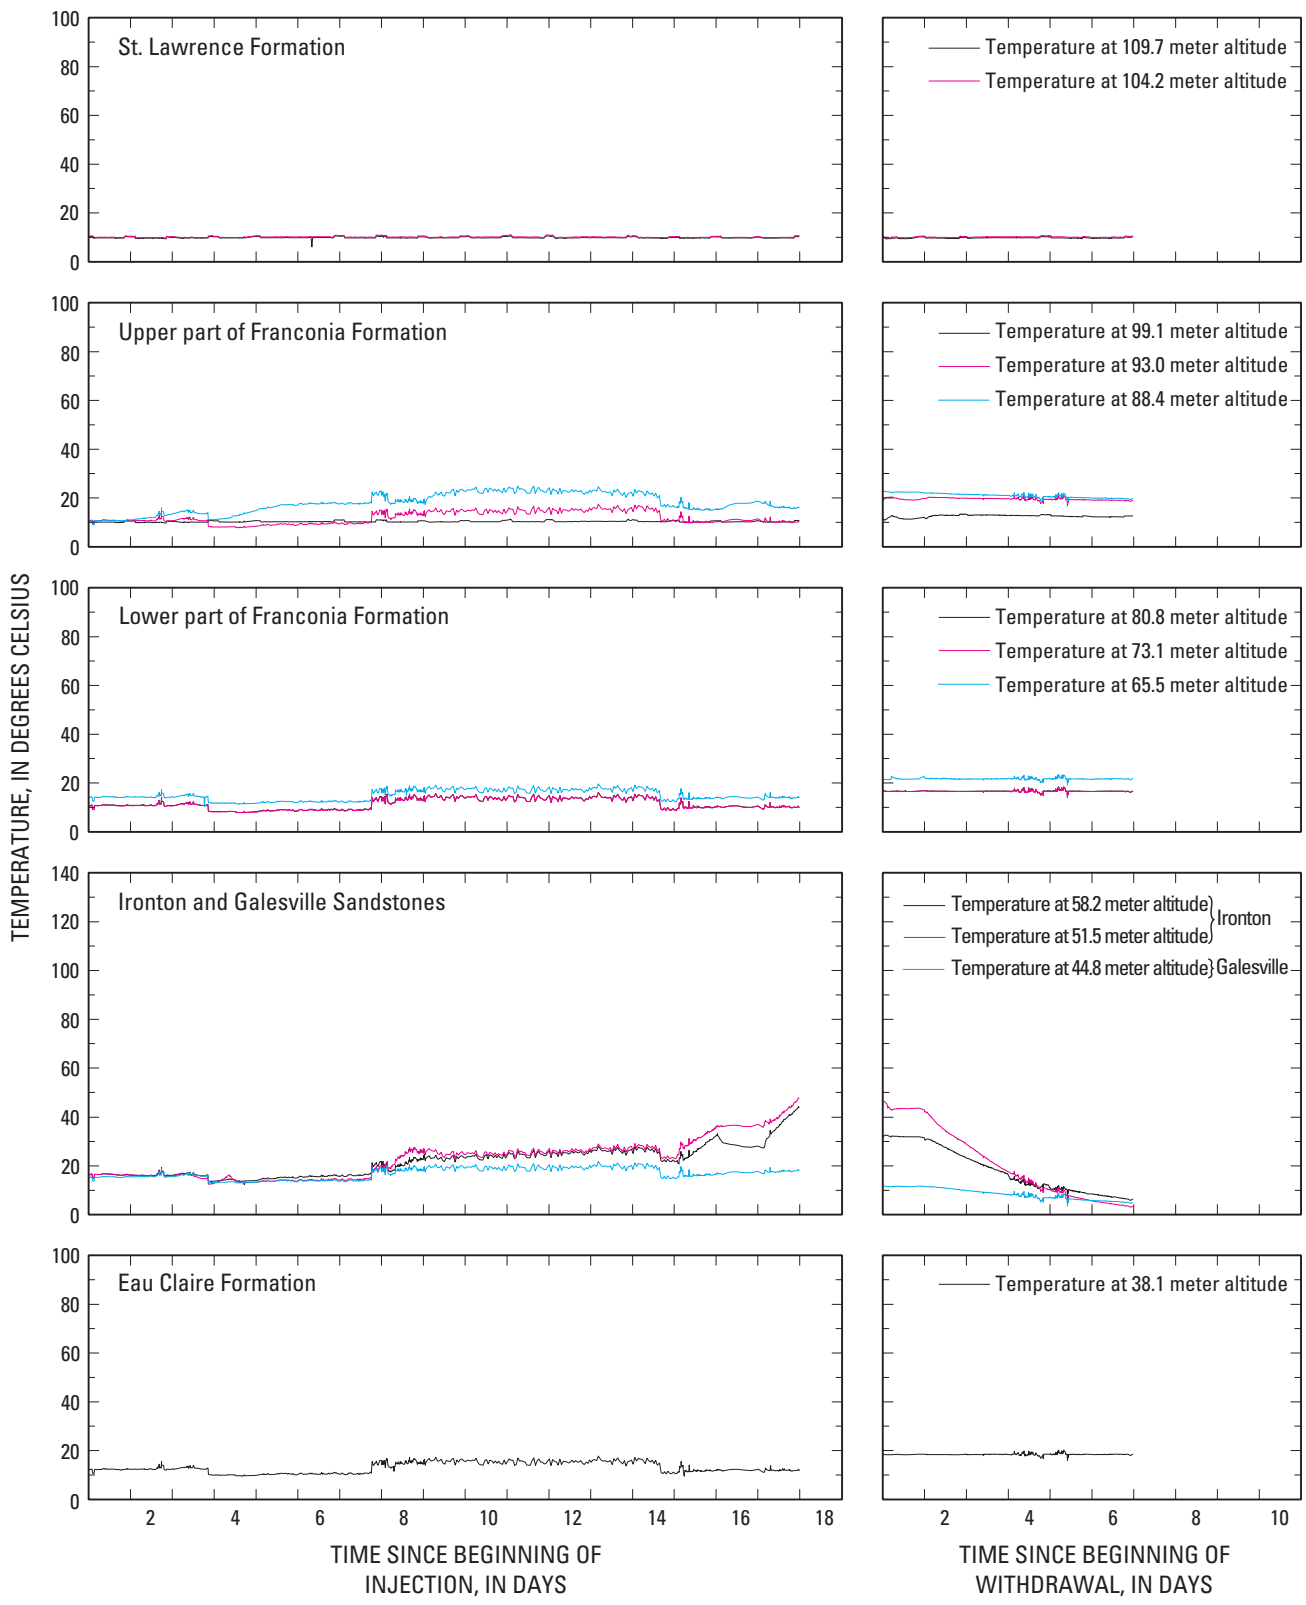 TEMPERATURE, IN DEGREES CELSIUS
100
80
60
40
20
0
St. Lawrence Formation
Temperature at 109.7 meter altitude
Temperature at 104.2 meter altitude
100
80
60
40
20
0
Upper part of Franconia Formation
Temperature at 99.1 meter altitude
Temperature at 93.0 meter altitude
Temperature at 88.4 meter altitude
100
80
60
40
20
0
Lower part of Franconia Formation
Temperature at 80.8 meter altitude
Temperature at 73.1 meter altitude
Temperature at 65.5 meter altitude
140
120
100
80
60
40
20
0
Ironton and Galesville Sandstones
Temperature at 58.2 meter altitude
Ironton
Temperature at 51.5 meter altitude
Temperature at 44.8 meter altitude} Galesville
100
80
60
40
20
0
Eau Claire Formation
Temperature at 38.1 meter altitude
2 4 6 8 10 12 14 16 18
2 4 6 8 10
TIME SINCE BEGINNING OF
INJECTION, IN DAYS
TIME SINCE BEGINNING OF
WITHDRAWAL, IN DAYS